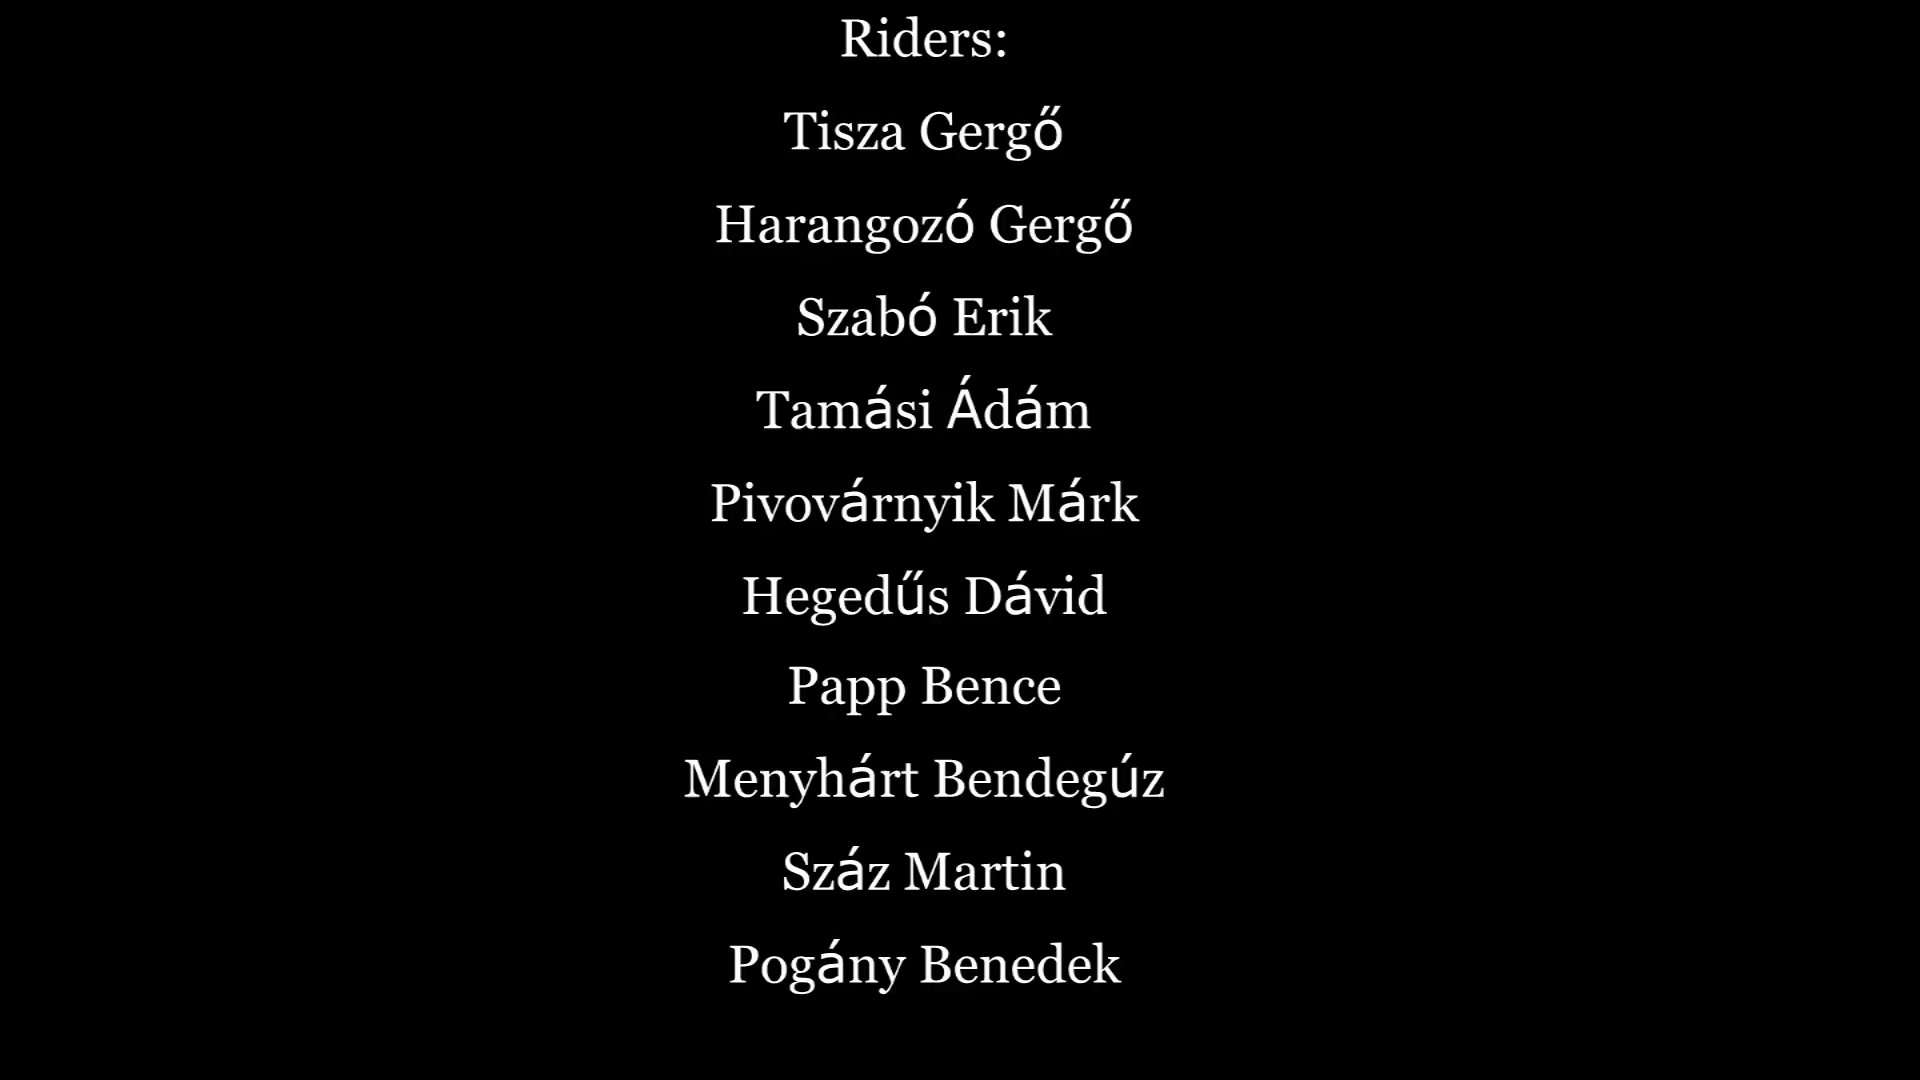 Riders:
Tisza Gergő
Harangozó Gergő
Szabó Erik
Tamási Ádám
Pivovárnyik Márk
Hegedűs Dávid
Papp Bence
Menyhárt Bendegúz
Száz Martin
Pogány Benedek